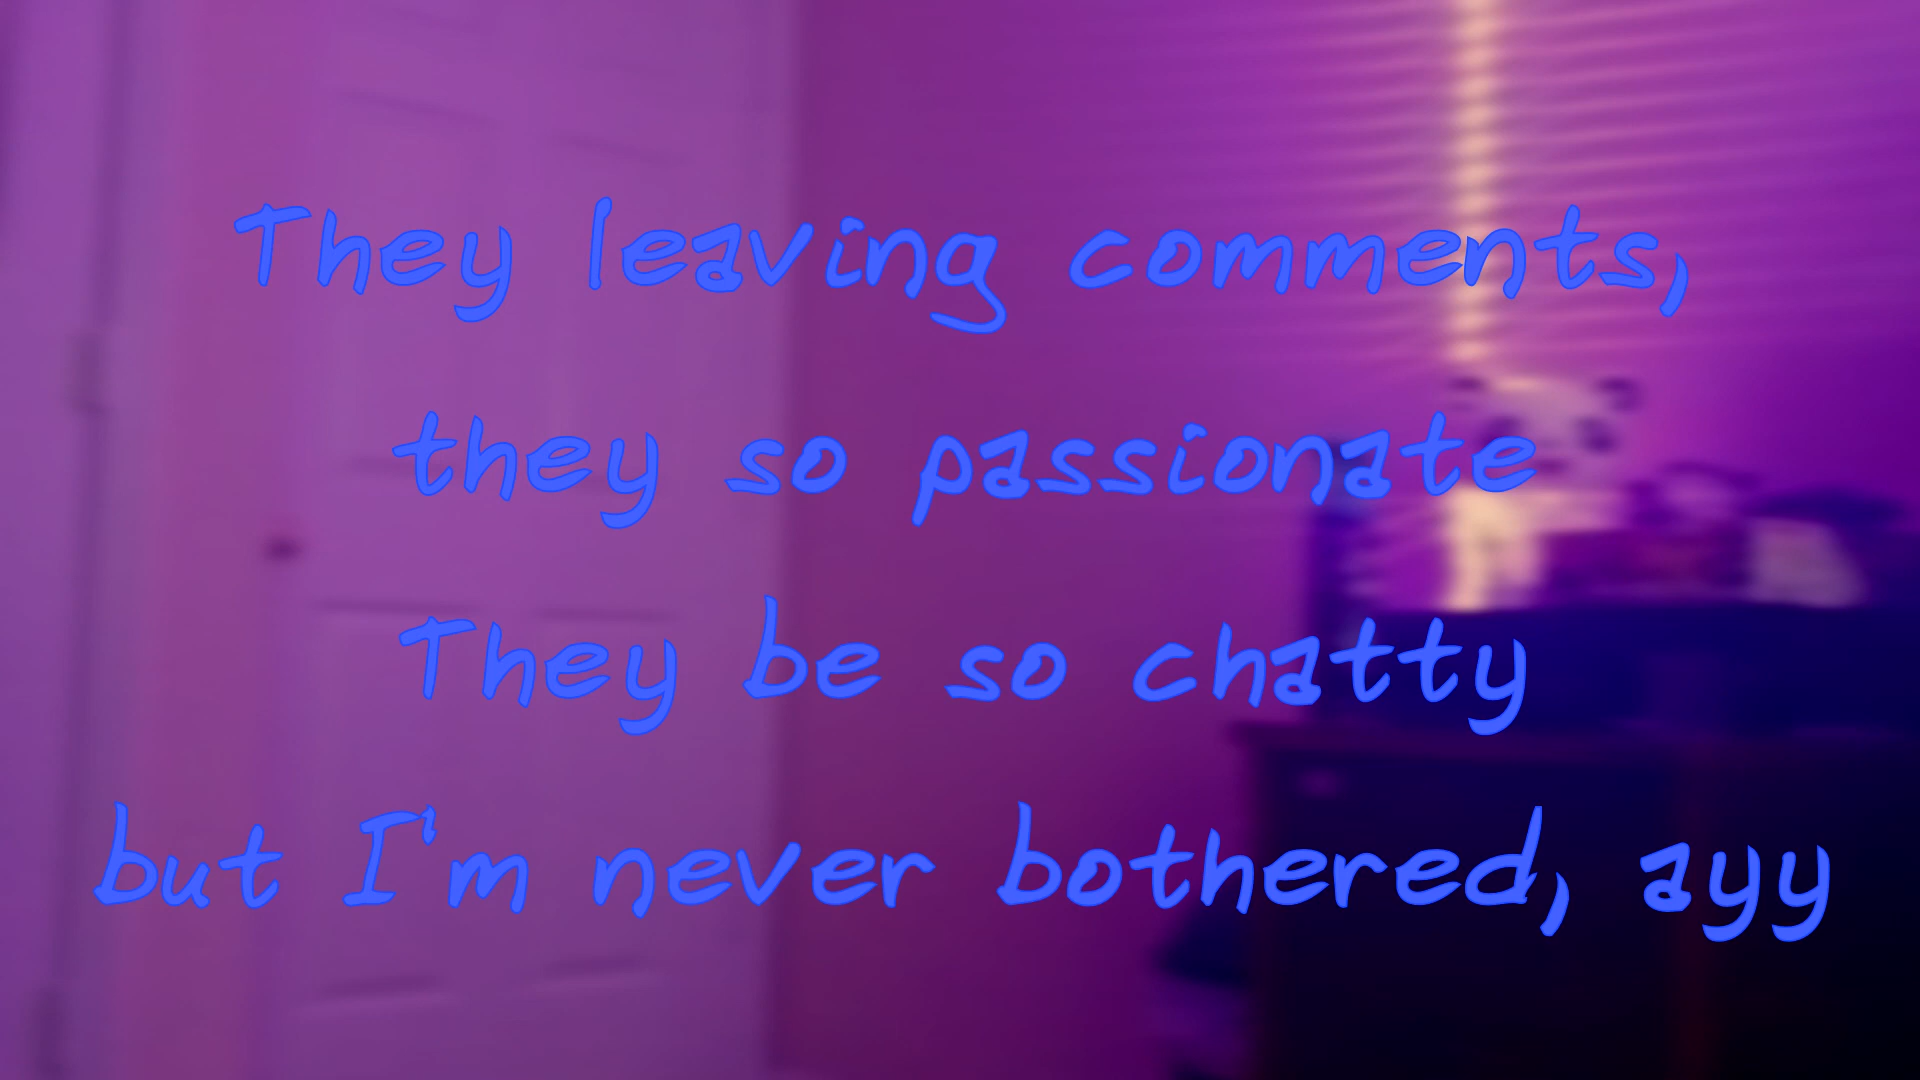 They leaving comments,
they so passionate
They be so chatty
but I'm never bothered, ayy